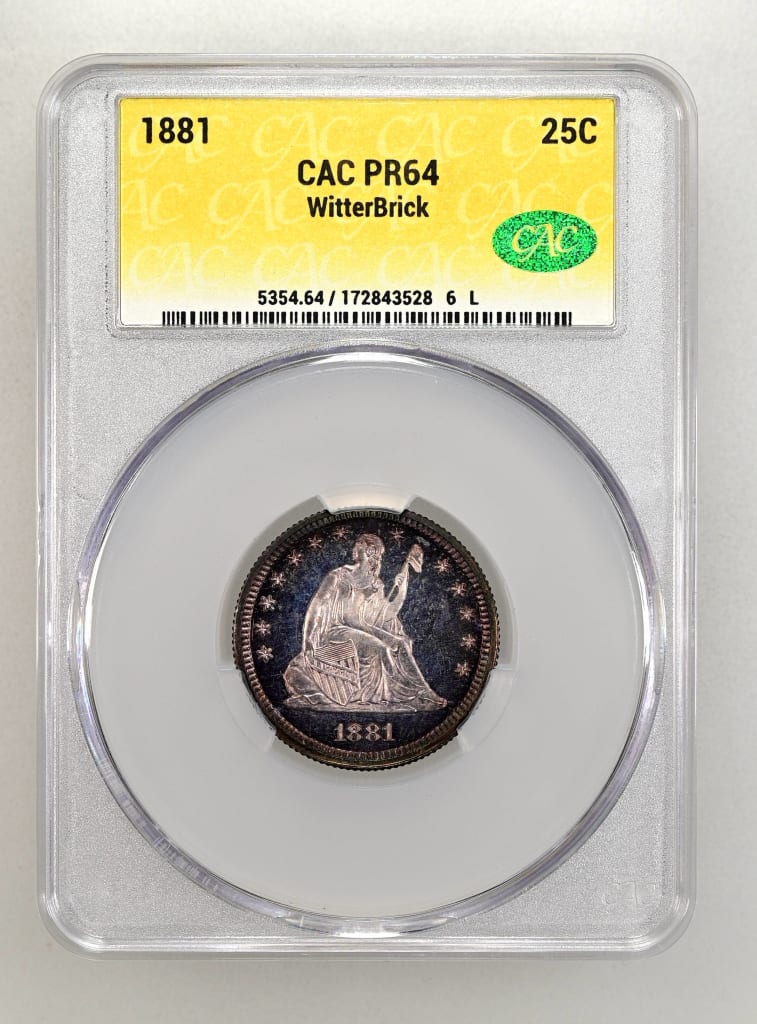 1881 25C
CAC PR64
WitterBrick
CAC
5354.64 / 172843528 6 L
1881